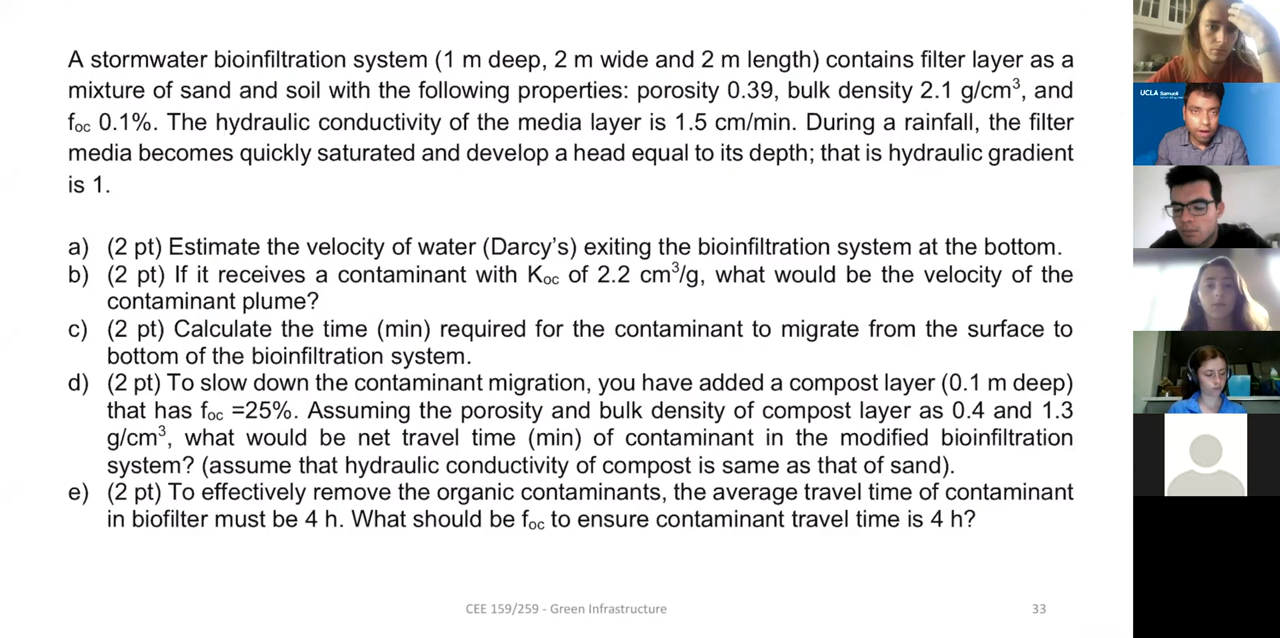 A stormwater bioinfiltration system (1 m deep, 2 m wide and 2 m length) contains filter layer as a
mixture of sand and soil with the following properties: porosity 0.39, bulk density 2.1 g/cm³, and
fOC 0.1%. The hydraulic conductivity of the media layer is 1.5 cm/min. During a rainfall, the filter
media becomes quickly saturated and develop a head equal to its depth; that is hydraulic gradient
is 1.
a) (2 pt) Estimate the velocity of water (Darcy's) exiting the bioinfiltration system at the bottom.
b) (2 pt) If it receives a contaminant with KOC of 2.2 cm³/g, what would be the velocity of the
contaminant plume?
c) (2 pt) Calculate the time (min) required for the contaminant to migrate from the surface to
bottom of the bioinfiltration system.
d) (2 pt) To slow down the contaminant migration, you have added a compost layer (0.1 m deep)
that has foc =25%. Assuming the porosity and bulk density of compost layer as 0.4 and 1.3
g/cm³, what would be net travel time (min) of contaminant in the modified bioinfiltration
system? (assume that hydraulic conductivity of compost is same as that of sand).
e) (2 pt) To effectively remove the organic contaminants, the average travel time of contaminant
in biofilter must be 4 h. What should be foc to ensure contaminant travel time is 4 h?
CEE 159/259 - Green Infrastructure
33
UCLA Samueli